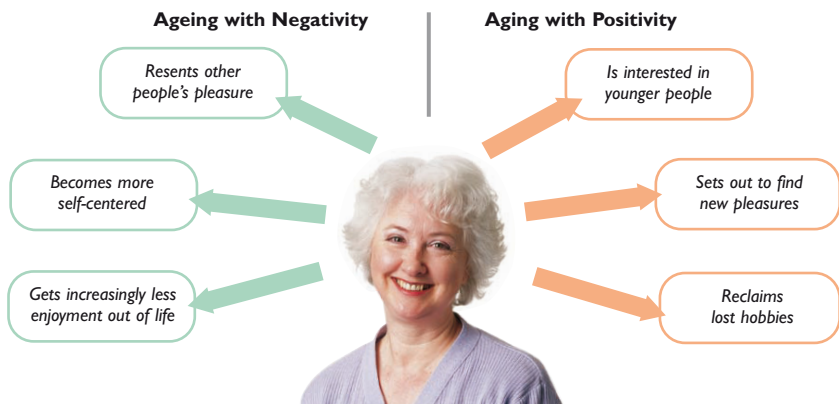 Ageing with Negativity
Aging with Positivity
Resents other
people's pleasure
Becomes more
self-centered
Gets increasingly less
enjoyment out of life
Is interested in
younger people
Sets out to find
new pleasures
Reclaims
lost hobbies